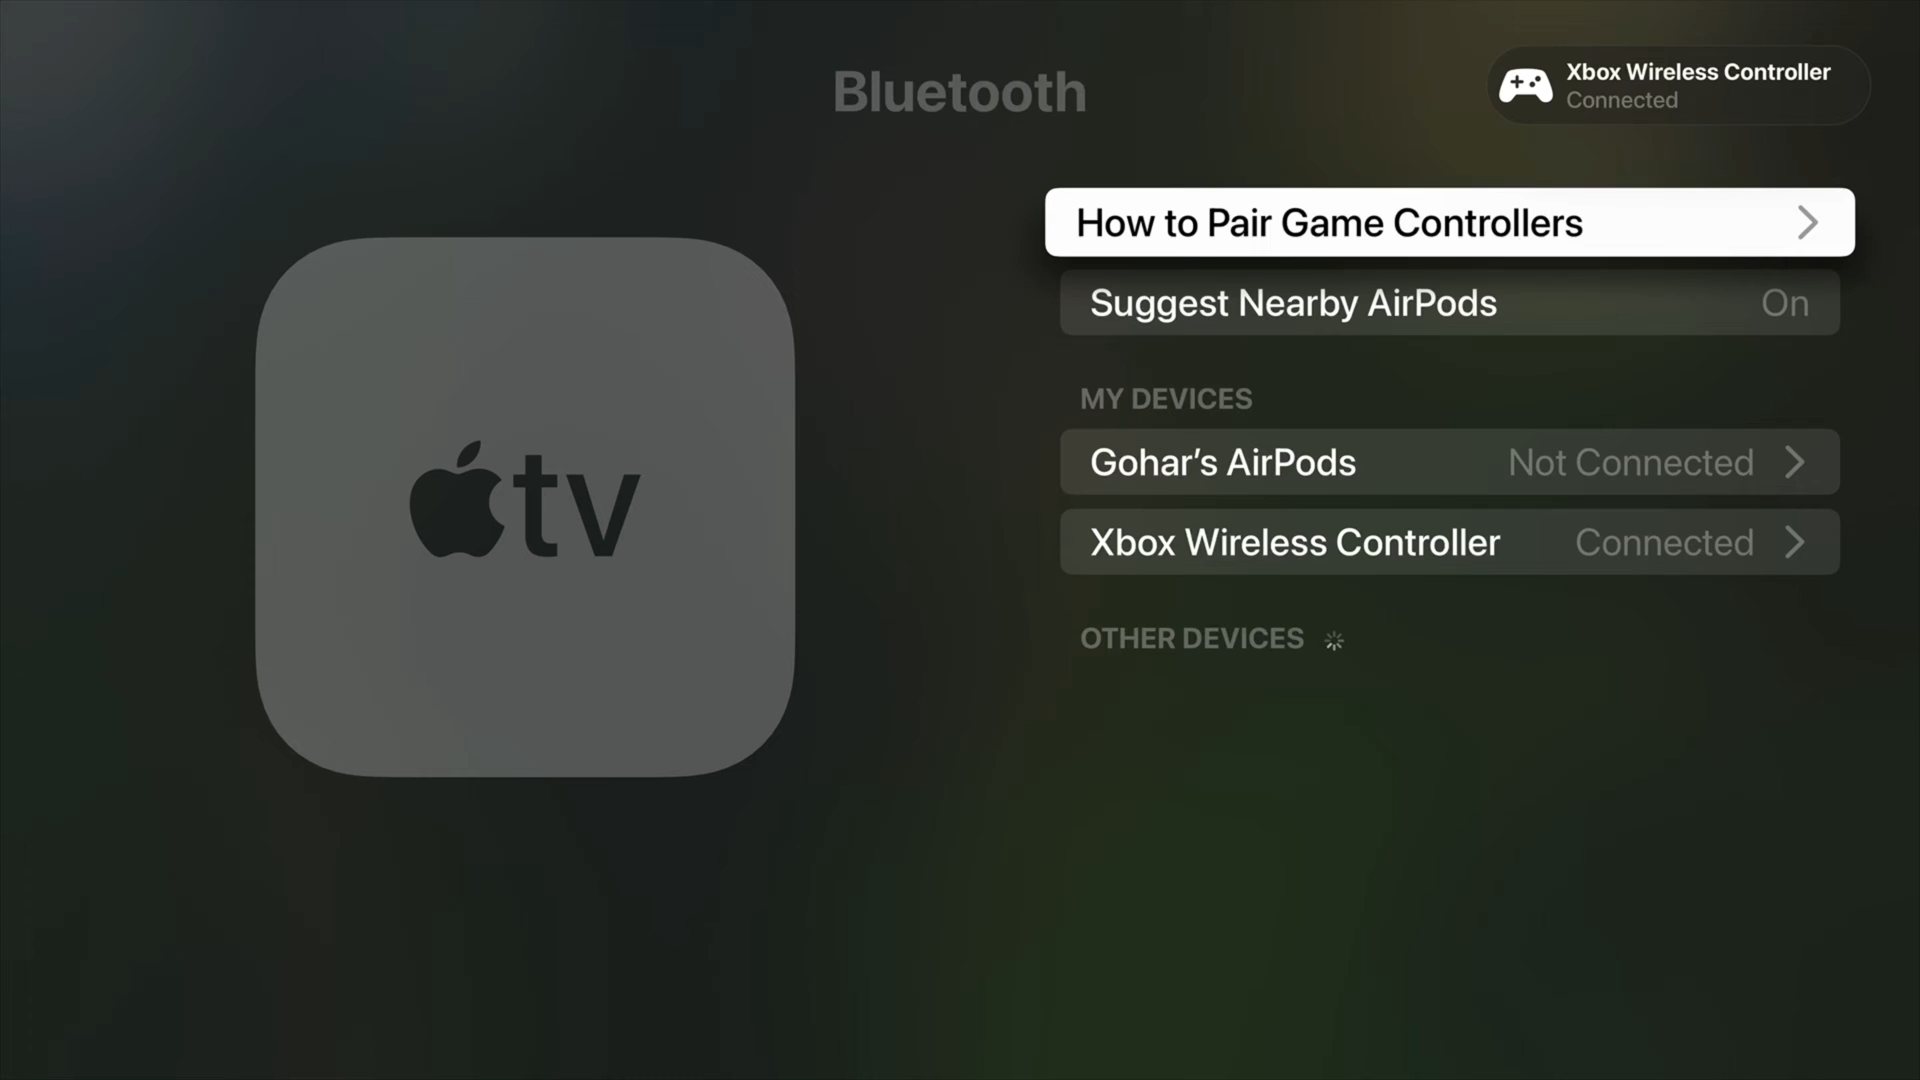 Bluetooth
Xbox Wireless Controller
Connected
How to Pair Game Controllers
Suggest Nearby AirPods On
MY DEVICES
Gohar’s AirPods Not Connected
Xbox Wireless Controller Connected
OTHER DEVICES
tv